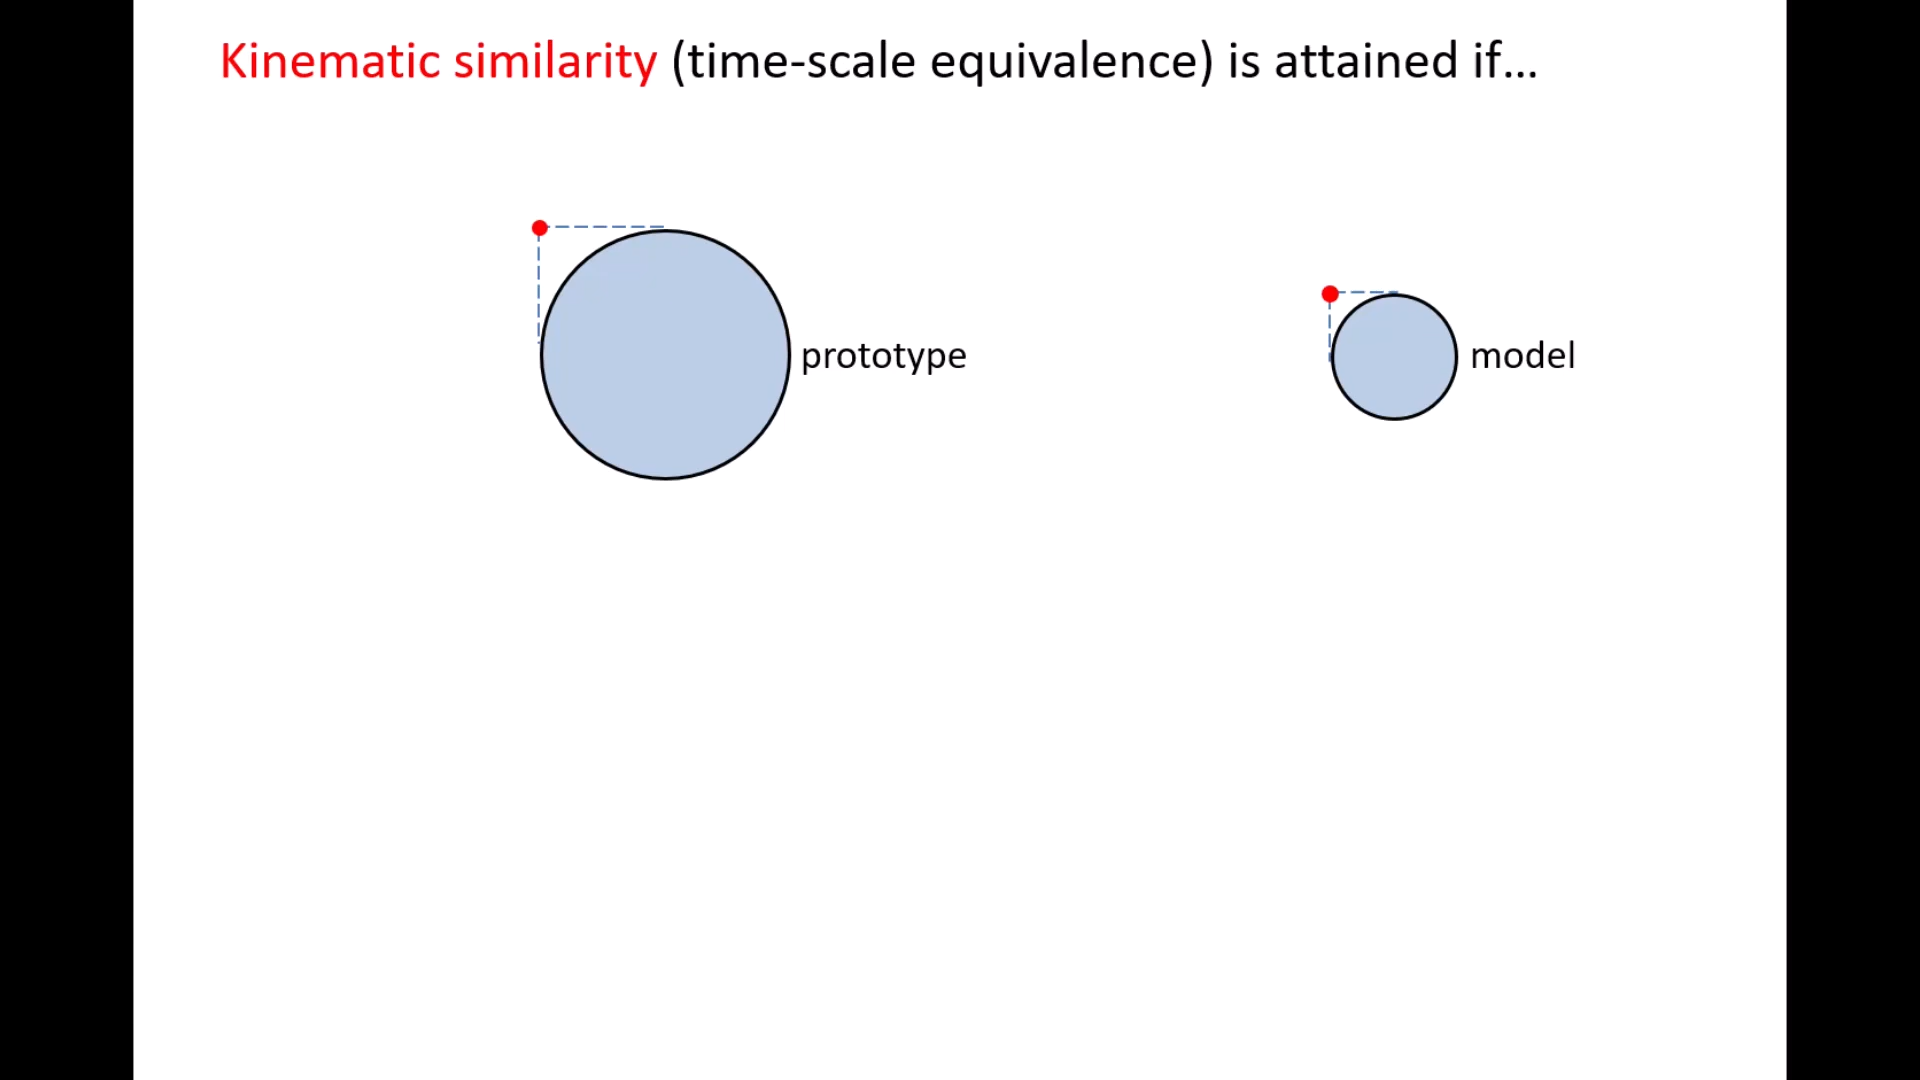 Kinematic similarity (time-scale equivalence) is attained if...
prototype
model